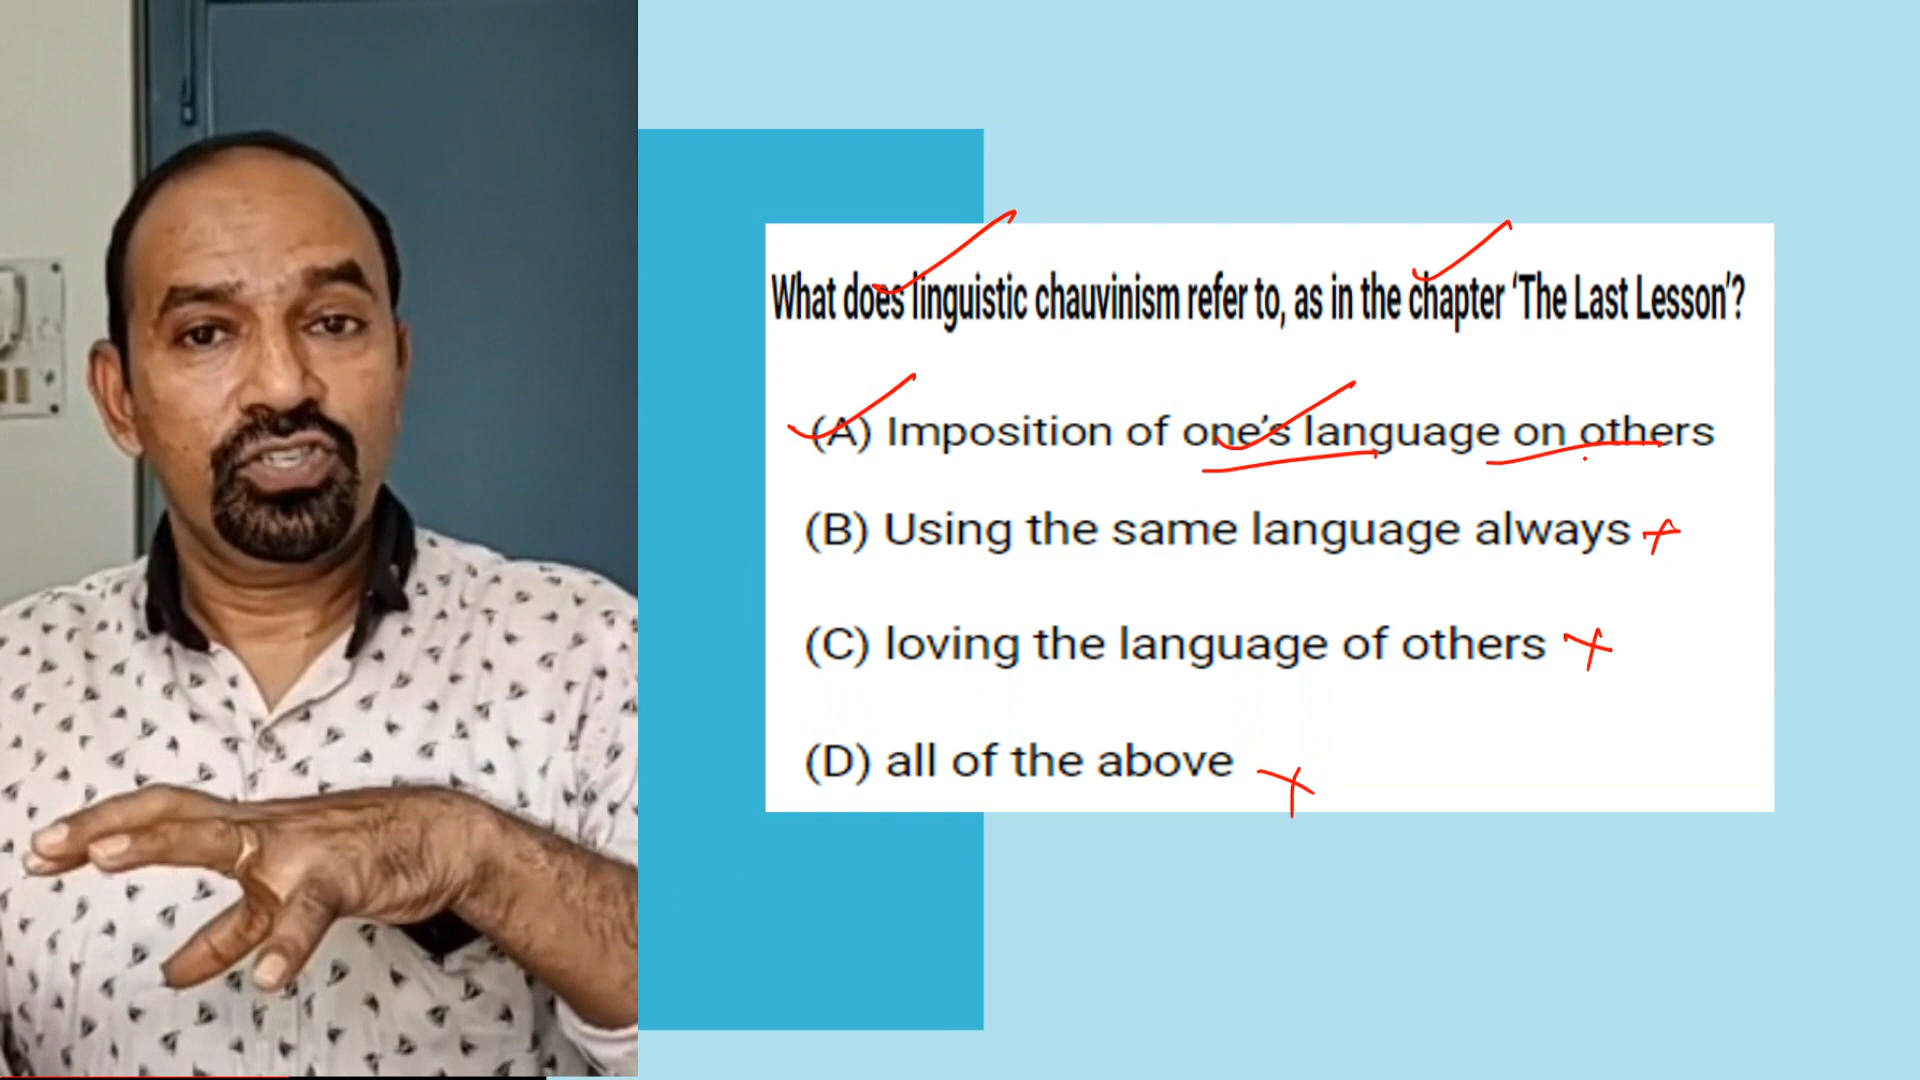 What does linguistic chauvinism refer to, as in the chapter ‘The Last Lesson’?
(A) Imposition of one’s language on others
(B) Using the same language always
(C) loving the language of others
(D) all of the above